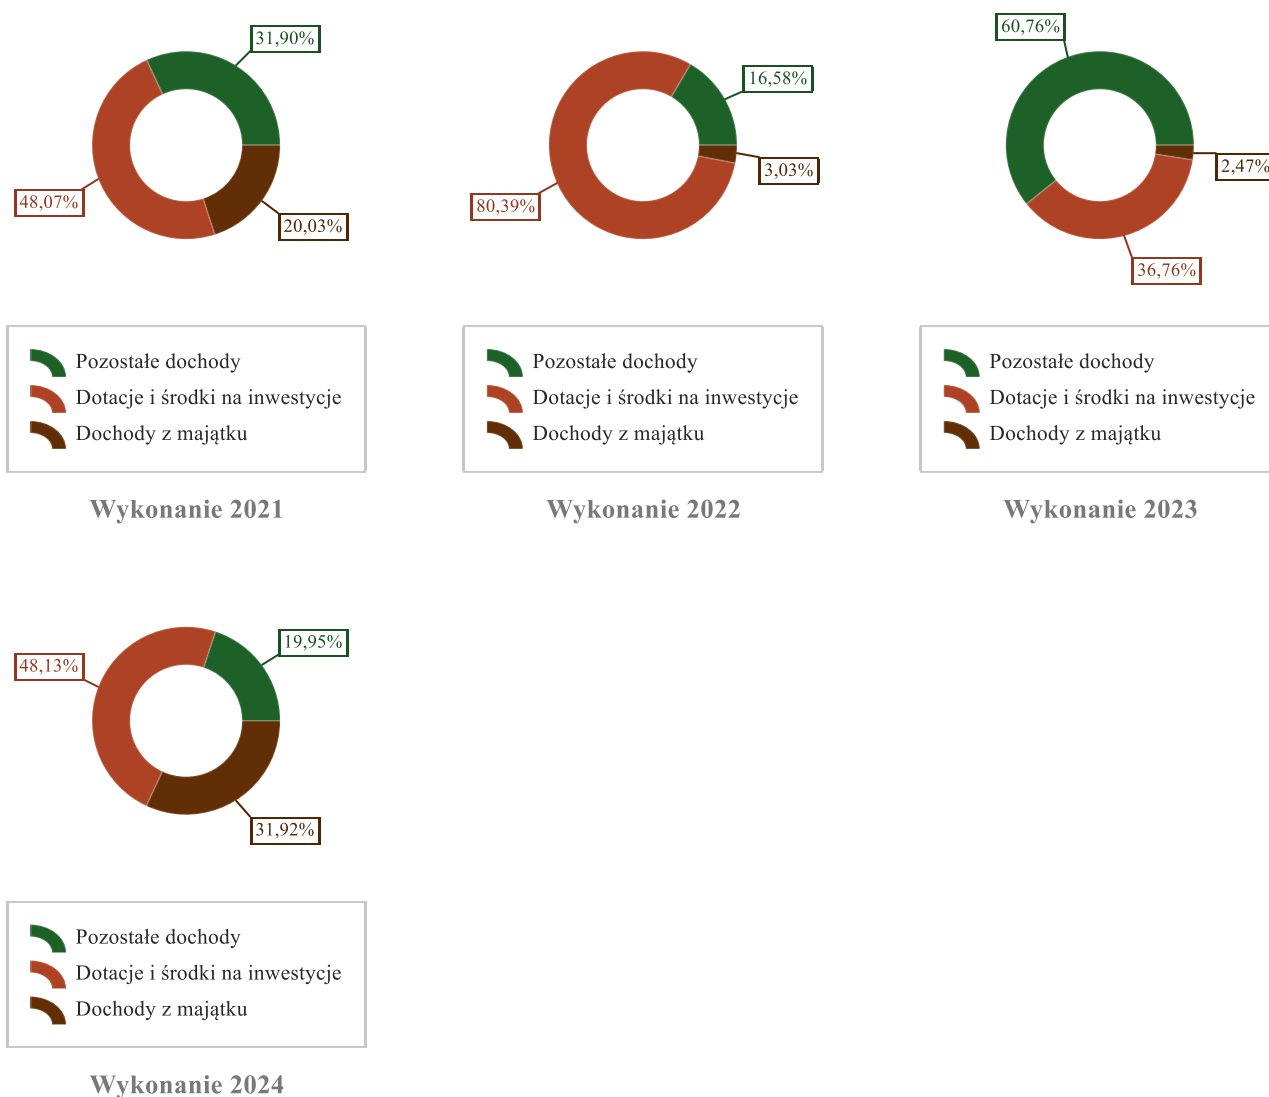 31,90%
48,07%
20,03%
Pozostałe dochody
Dotacje i środki na inwestycje
Dochody z majątku
Wykonanie 2021
16,58%
3,03%
80,39%
Pozostałe dochody
Dotacje i środki na inwestycje
Dochody z majątku
Wykonanie 2022
60,76%
2,47%
36,76%
Pozostałe dochody
Dotacje i środki na inwestycje
Dochody z majątku
Wykonanie 2023
19,95%
48,13%
31,92%
Pozostałe dochody
Dotacje i środki na inwestycje
Dochody z majątku
Wykonanie 2024